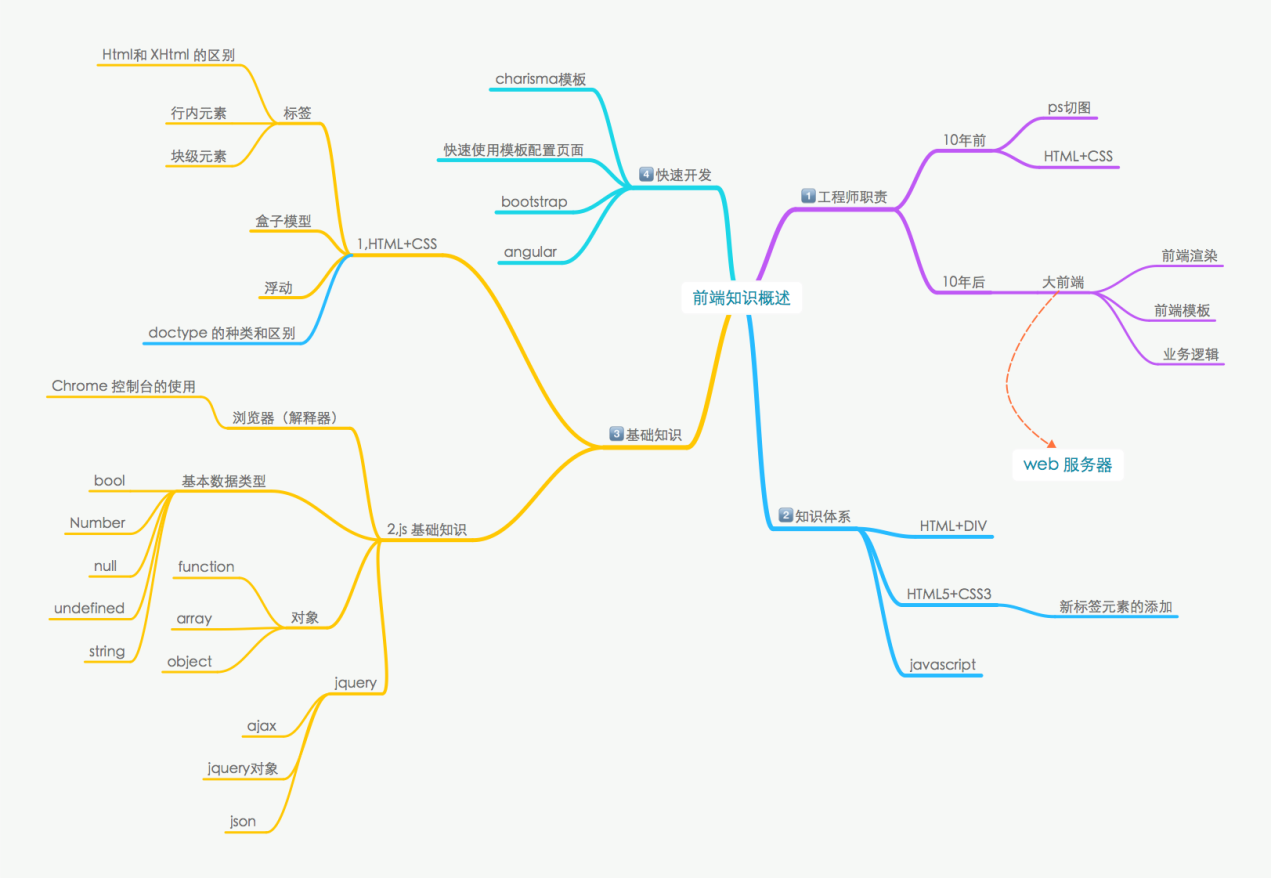 前端知识概述
1 工程师职责
10年前
ps切图
HTML+CSS
10年后
大前端
前端渲染
前端模板
业务逻辑
web 服务器
2 知识体系
HTML+DIV
HTML5+CSS3
新标签元素的添加
javascript
3 基础知识
1,HTML+CSS
标签
Html和 XHtml 的区别
行内元素
块级元素
盒子模型
浮动
doctype 的种类和区别
2,js 基础知识
浏览器（解释器）
Chrome 控制台的使用
基本数据类型
bool
Number
null
undefined
string
对象
function
array
object
jquery
ajax
jquery对象
json
4 快速开发
charisma模板
快速使用模板配置页面
bootstrap
angular